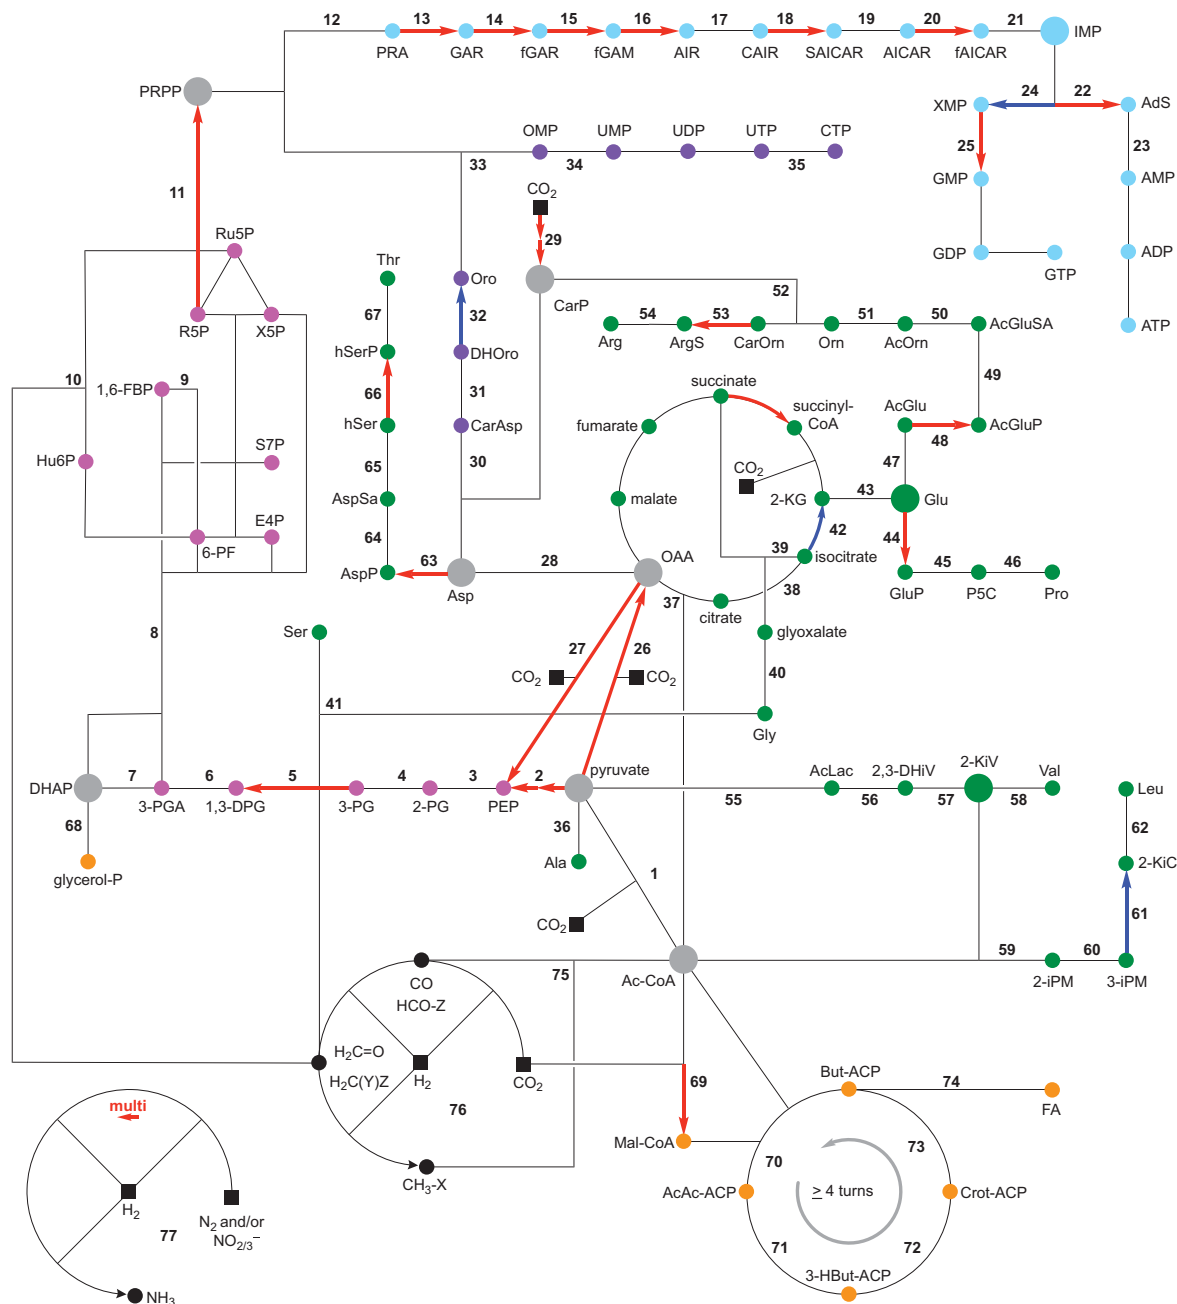 12 13 14 15 16 17 18 19 20 21
PRA GAR fGAR fGAM AIR CAIR SAICAR AICAR fAICAR IMP
PRPP
24 22
XMP AdS
OMP UMP UDP UTP CTP
25 23
33 34 35
GMP AMP
11
CO2
29
Ru5P
Thr Oro CarP
GDP GTP ADP
52
67 32
R5P X5P
54 53 51 50
AcGluSA
Arg ArgS CarOrn Orn AcOrn
ATP
hSerP DHOro
10 9
1,6-FBP
66 31 49
succinate
AcGlu
succinyl-
CoA
fumarate
hSer CarAsp
48 AcGluP
S7P
Hu6P
65 30
CO2
47
AspSa malate 2-KG 43 Glu
E4P
6-PF
64 42 44
39
OAA isocitrate
63 28
AspP Asp
45 46
GluP P5C Pro
37 38
citrate
8
Ser glyoxalate
27 26
CO2 CO2
40
41
Gly
pyruvate
AcLac 2,3-DHiV 2-KiV Val Leu
DHAP 7 6 5 4 3 2
3-PGA 1,3-DPG 3-PG 2-PG PEP
55 56 57 58
68 36 62
glycerol-P Ala 2-KiC
1
61
CO2
59 60
75
Ac-CoA 2-iPM 3-iPM
CO
HCO-Z
H2C=O
H2C(Y)Z
H2
CO2
76
69
But-ACP
74
FA
multi
Mal-CoA
70 73
CH3-X
AcAc-ACP ≥ 4 turns Crot-ACP
H2
N2 and/or
NO2/3−
77
71 72
3-HBut-ACP
NH3